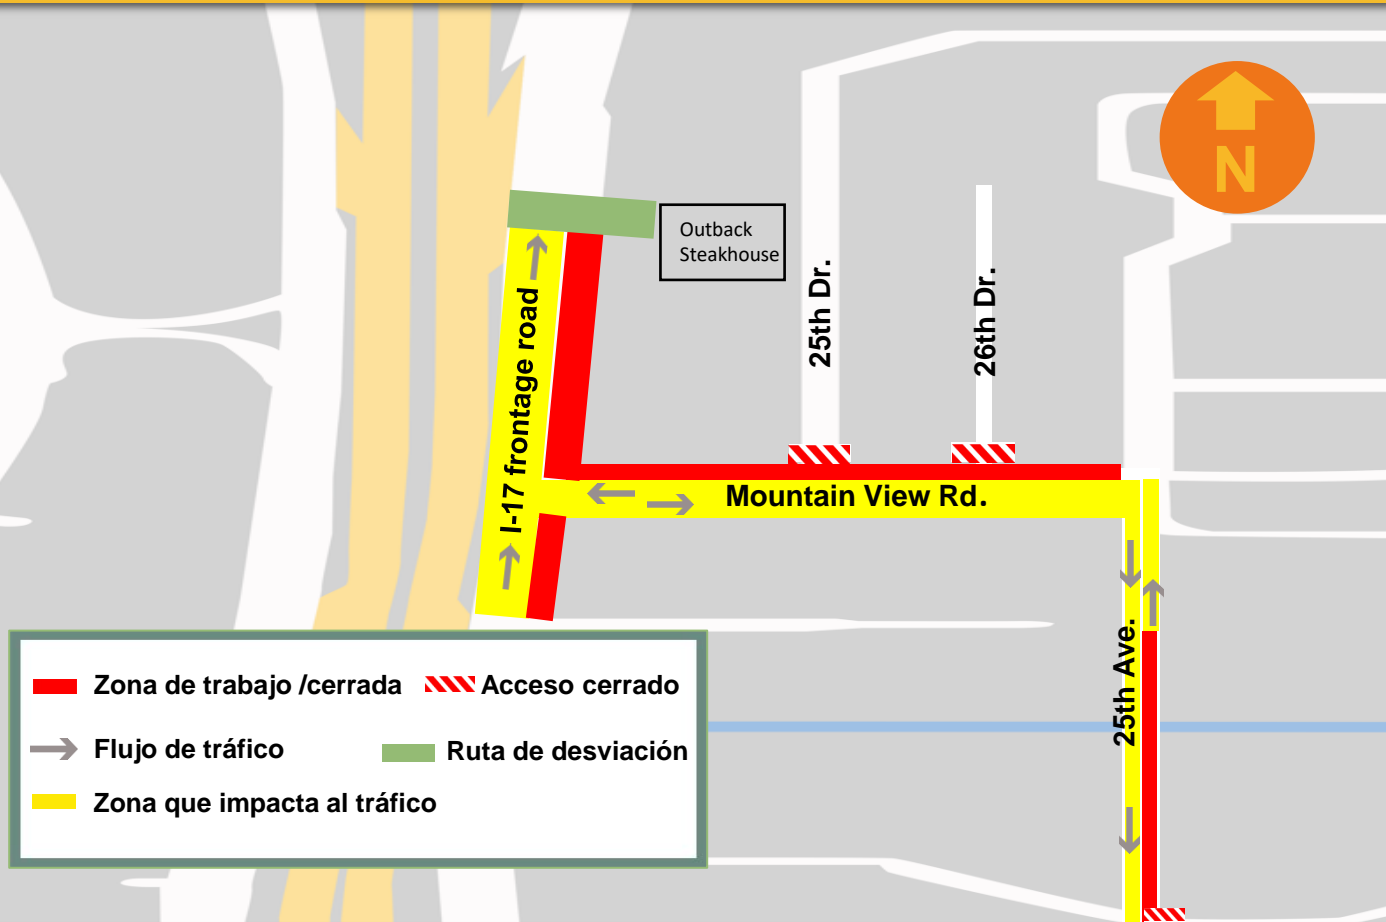 N
Outback
Steakhouse
25th Dr.
26th Dr.
I-17 frontage road
Mountain View Rd.
25th Ave.
Zona de trabajo /cerrada
Acceso cerrado
Flujo de tráfico
Ruta de desviación
Zona que impacta al tráfico